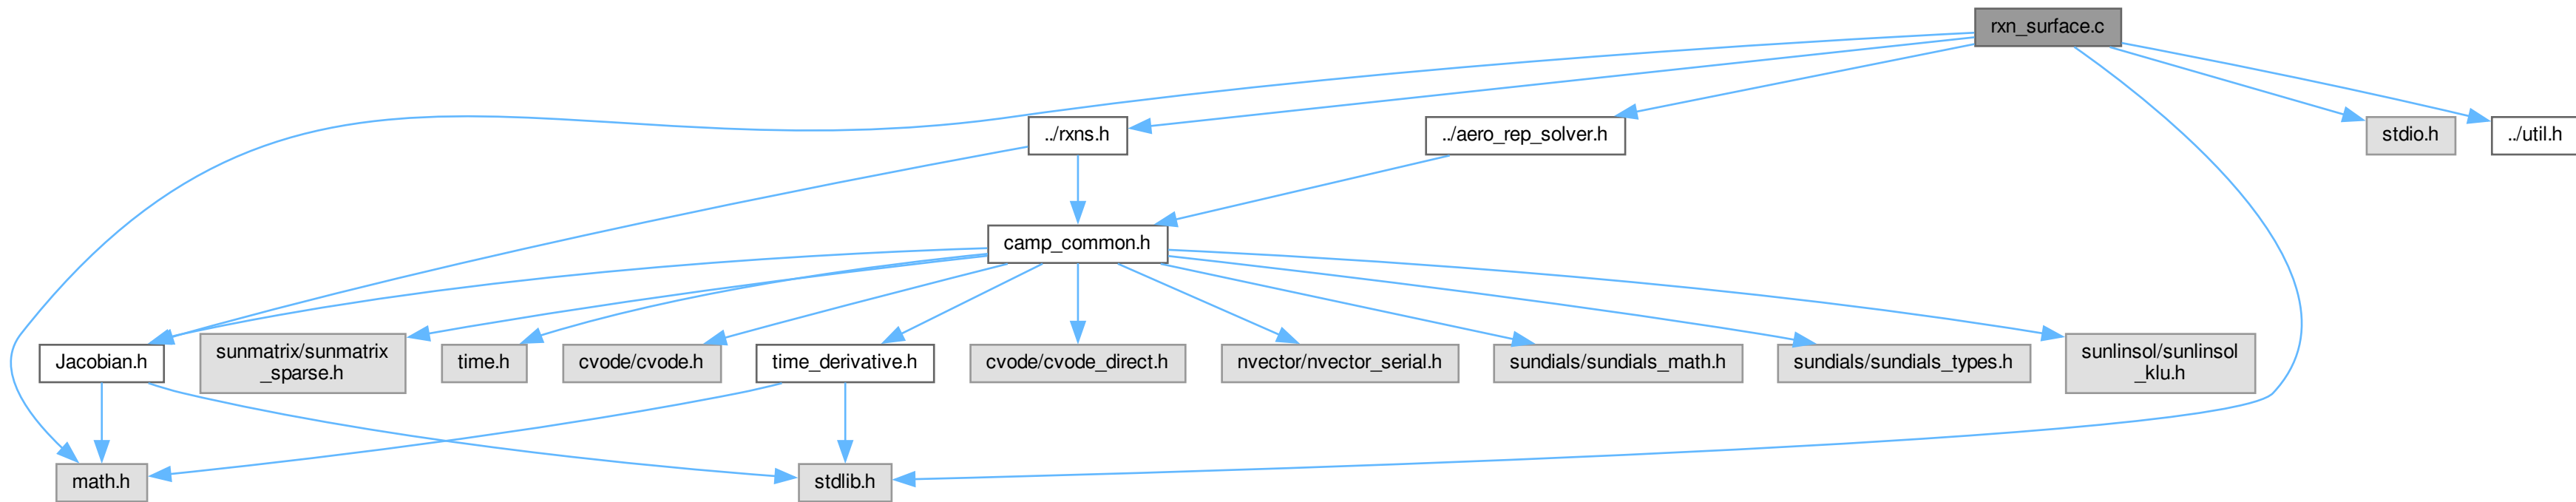 rxn_surface.c
../rxns.h
../aero_rep_solver.h
stdio.h
../util.h
camp_common.h
Jacobian.h
sunmatrix/sunmatrix
_sparse.h
time.h
cvode/cvode.h
time_derivative.h
cvode/cvode_direct.h
nvector/nvector_serial.h
sundials/sundials_math.h
sundials/sundials_types.h
sunlinsol/sunlinsol
_klu.h
math.h
stdlib.h